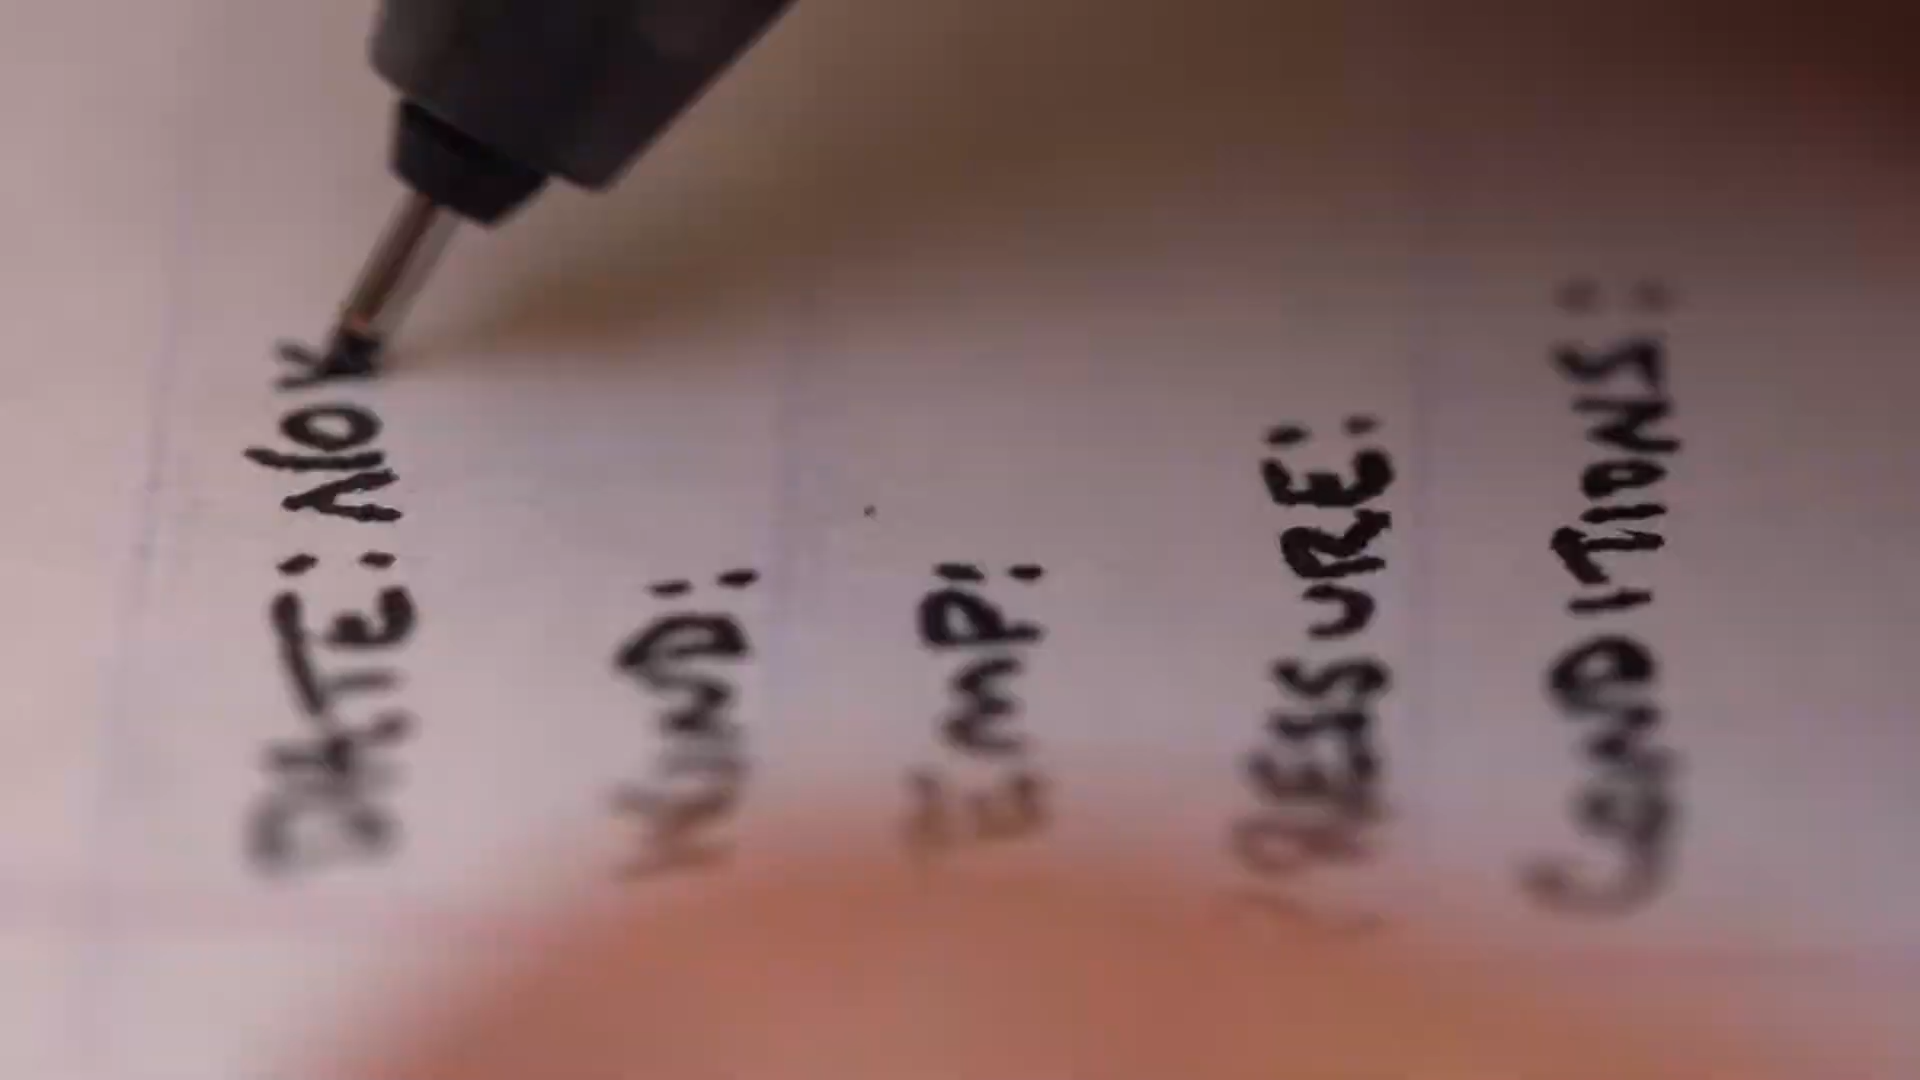 DATE: NOV
WIND:
TEMP:
PRESSURE:
CONDITIONS: